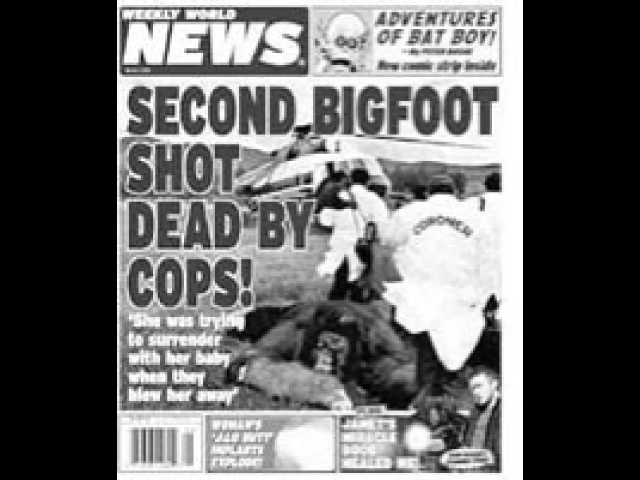 WEEKLY WORLD
NEWS
ADVENTURES
OF BAT BOY!
New comic strip inside
SECOND BIGFOOT
SHOT
DEAD BY
COPS!
CORONER
'She was trying
to surrender
with her baby
when they
blew her away'
WOMAN'S
IMPLANTS
EXPLODE!
JANET'S
MIRACLE
HEALED ME!